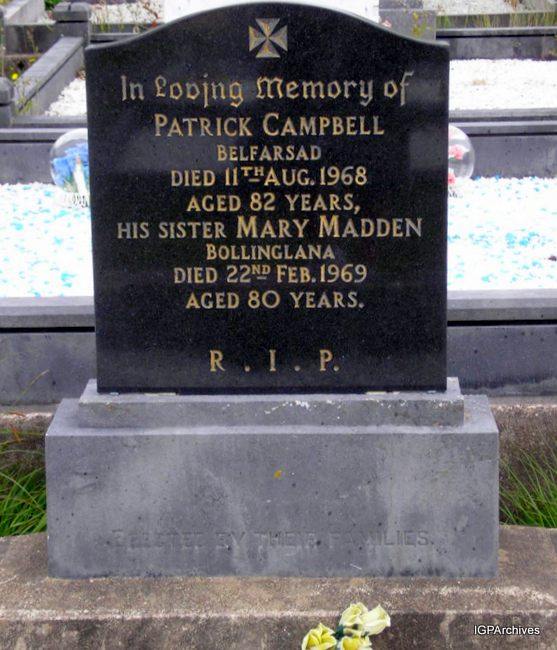 In Loving Memory of
PATRICK CAMPBELL
BELFARSAD
DIED 11TH AUG. 1968
AGED 82 YEARS,
HIS SISTER MARY MADDEN
BOLLINGLANA
DIED 22ND FEB. 1969
AGED 80 YEARS.
R . I . P.
ERECTED BY THEIR FAMILIES.
IGPArchives